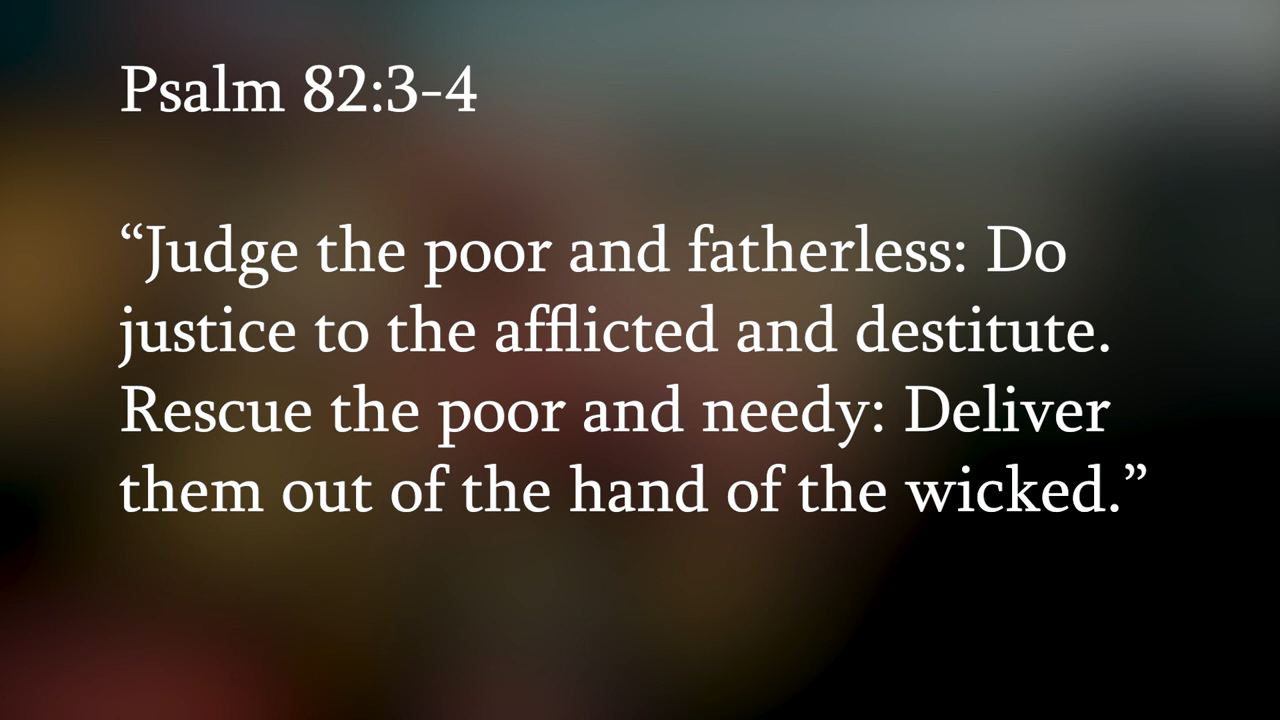 Psalm 82:3-4
“Judge the poor and fatherless: Do
justice to the afflicted and destitute.
Rescue the poor and needy: Deliver
them out of the hand of the wicked.”